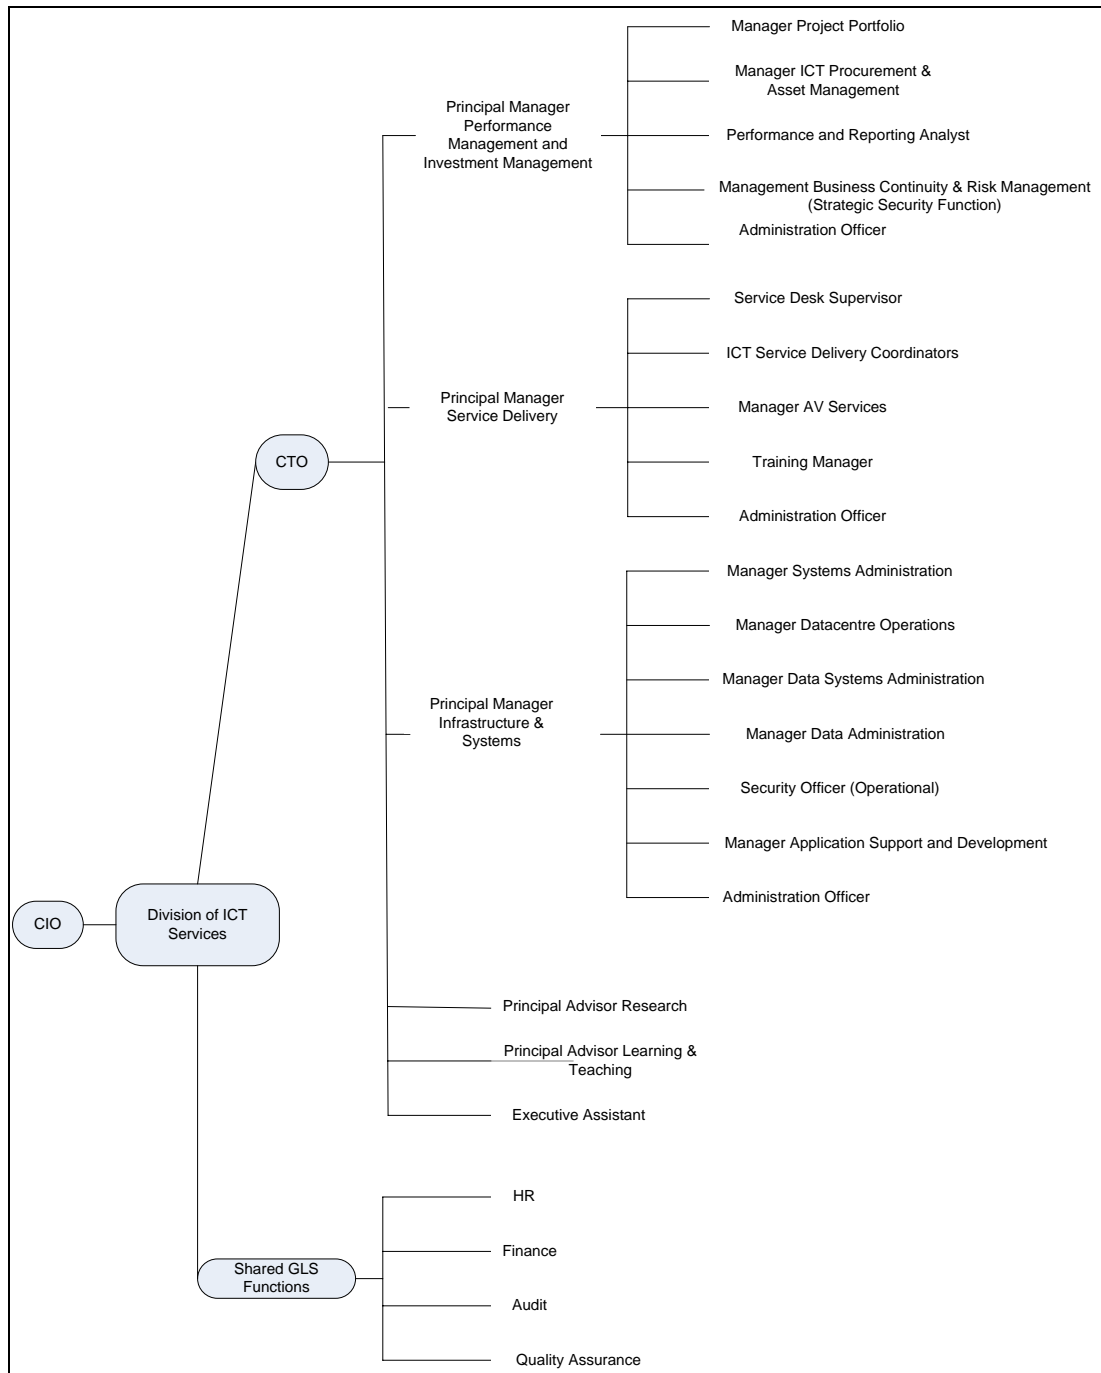 Manager Project Portfolio
Manager ICT Procurement &
Asset Management
Principal Manager
Performance
Management and
Investment Management
Performance and Reporting Analyst
Management Business Continuity & Risk Management
(Strategic Security Function)
Administration Officer
Service Desk Supervisor
ICT Service Delivery Coordinators
Principal Manager
Service Delivery
Manager AV Services
CTO
Training Manager
Administration Officer
Manager Systems Administration
Manager Datacentre Operations
Manager Data Systems Administration
Principal Manager
Infrastructure &
Systems
Manager Data Administration
Security Officer (Operational)
Manager Application Support and Development
Administration Officer
CIO
Division of ICT
Services
Principal Advisor Research
Principal Advisor Learning &
Teaching
Executive Assistant
HR
Finance
Shared GLS
Functions
Audit
Quality Assurance